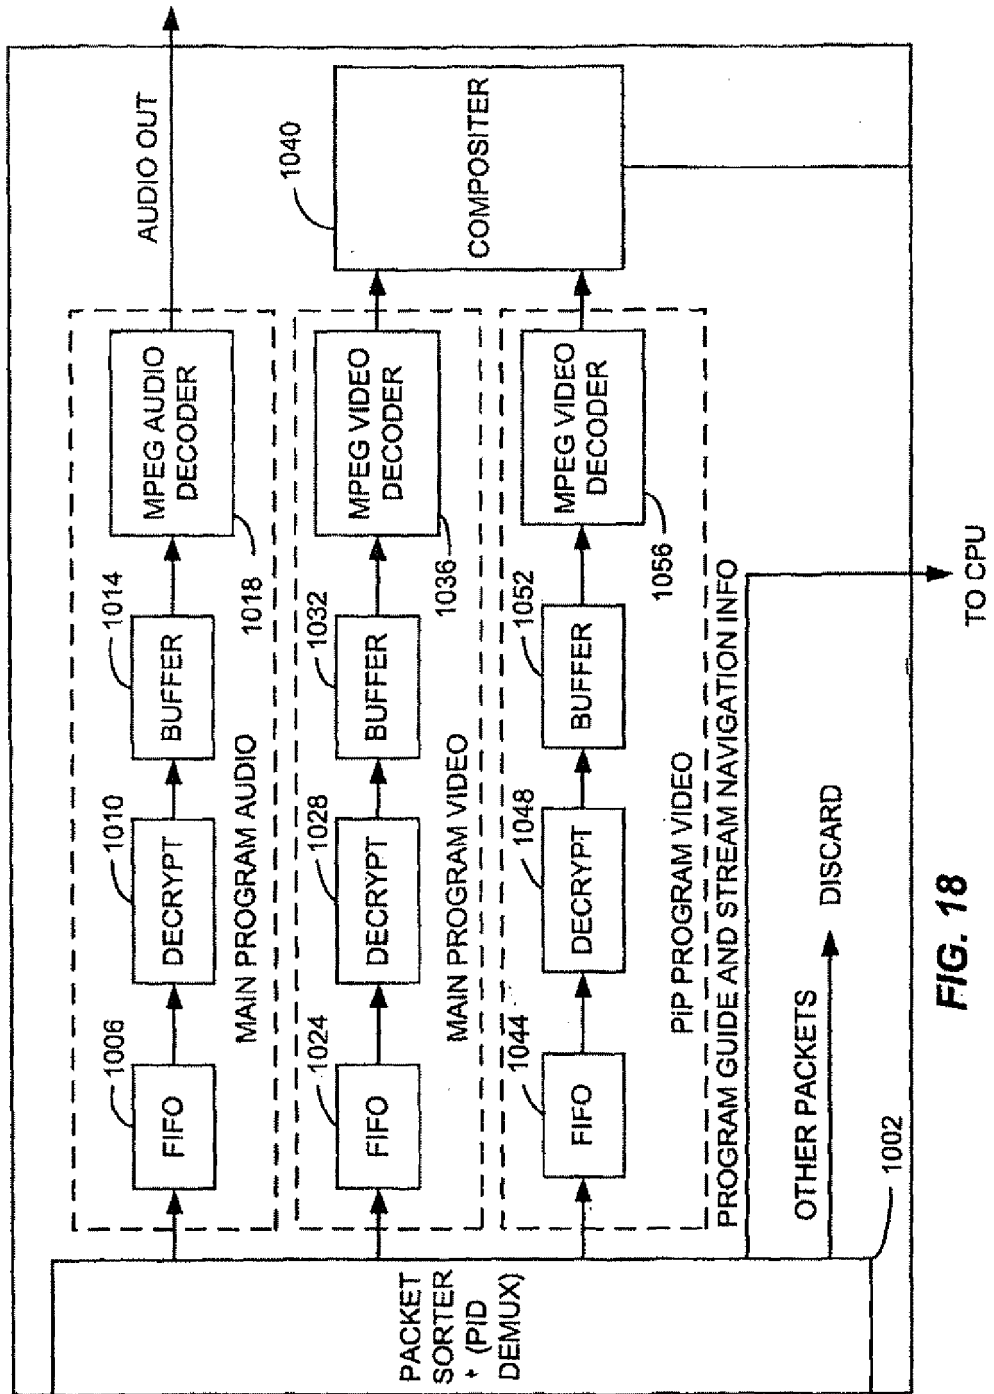 AUDIO OUT
1006
1010
1014
FIFO
DECRYPT
BUFFER
MPEG AUDIO
DECODER
1018
MAIN PROGRAM AUDIO
1024
1028
1032
1040
FIFO
DECRYPT
BUFFER
MPEG VIDEO
DECODER
1036
MAIN PROGRAM VIDEO
COMPOSITER
PACKET
SORTER
* (PID
DEMUX)
1044
1048
1052
FIFO
DECRYPT
BUFFER
MPEG VIDEO
DECODER
1056
PiP PROGRAM VIDEO
PROGRAM GUIDE AND STREAM NAVIGATION INFO
OTHER PACKETS
DISCARD
1002
TO CPU
FIG. 18